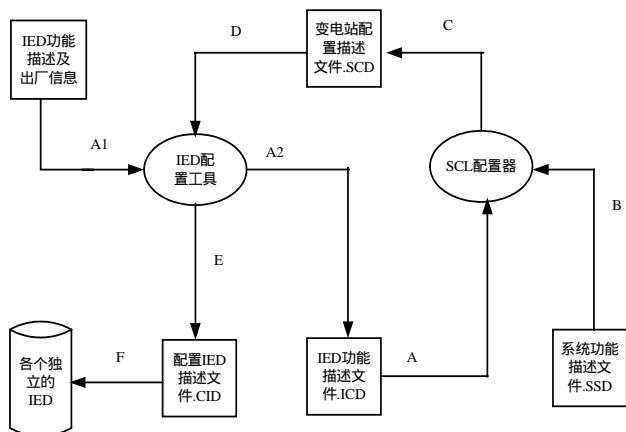 IED功能
描述及
出厂信息
D
变电站配
置描述
文件.SCD
C
A1
IED配
置工具
A2
SCL配置器
B
E
各个独
立的
IED
F
配置IED
描述文
件.CID
IED功能
描述文
件.ICD
A
系统功能
描述文
件.SSD